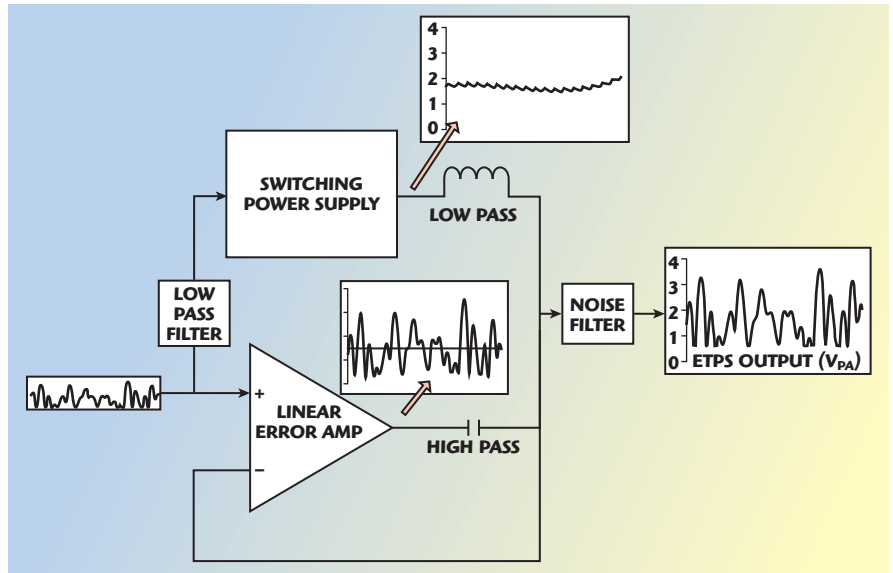 4
3
2
1
0
SWITCHING
POWER SUPPLY
LOW PASS
LOW
PASS
FILTER
NOISE
FILTER
4
3
2
1
0
ETPS OUTPUT (VPA)
+
LINEAR
ERROR AMP
−
HIGH PASS